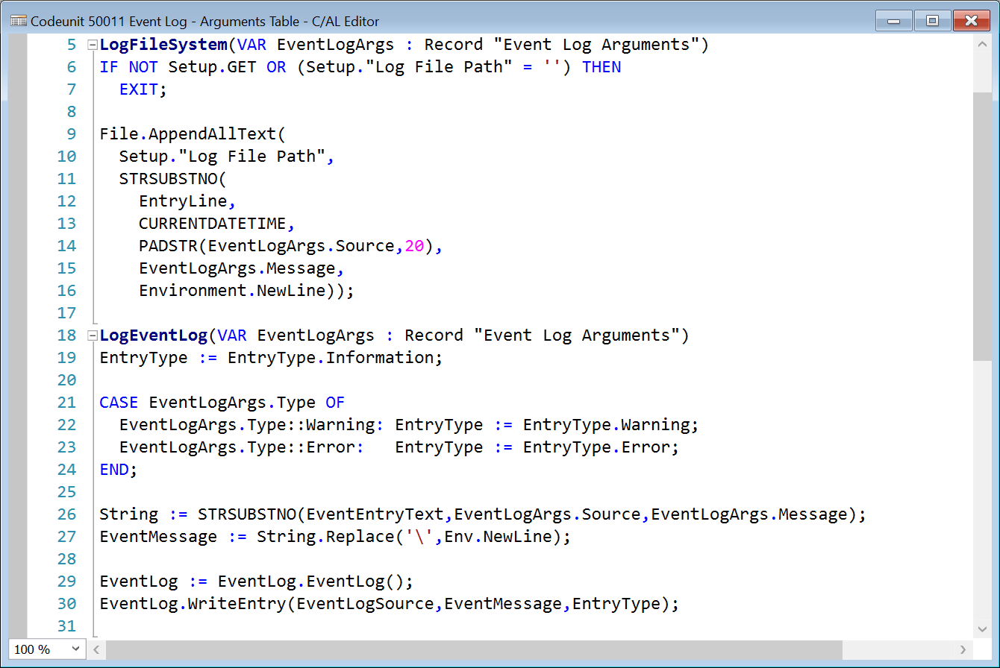 Codeunit 50011 Event Log - Arguments Table - C/AL Editor
5 LogFileSystem(VAR EventLogArgs : Record "Event Log Arguments")
6 IF NOT Setup.GET OR (Setup."Log File Path" = '') THEN
7   EXIT;
8
9 File.AppendAllText(
10   Setup."Log File Path",
11   STRSUBSTNO(
12     EntryLine,
13     CURRENTDATETIME,
14     PADSTR(EventLogArgs.Source,20),
15     EventLogArgs.Message,
16     Environment.NewLine));
17
18 LogEventLog(VAR EventLogArgs : Record "Event Log Arguments")
19 EntryType := EntryType.Information;
20
21 CASE EventLogArgs.Type OF
22   EventLogArgs.Type::Warning: EntryType := EntryType.Warning;
23   EventLogArgs.Type::Error:   EntryType := EntryType.Error;
24 END;
25
26 String := STRSUBSTNO(EventEntryText,EventLogArgs.Source,EventLogArgs.Message);
27 EventMessage := String.Replace('\',Env.NewLine);
28
29 EventLog := EventLog.EventLog();
30 EventLog.WriteEntry(EventLogSource,EventMessage,EntryType);
31
100 %